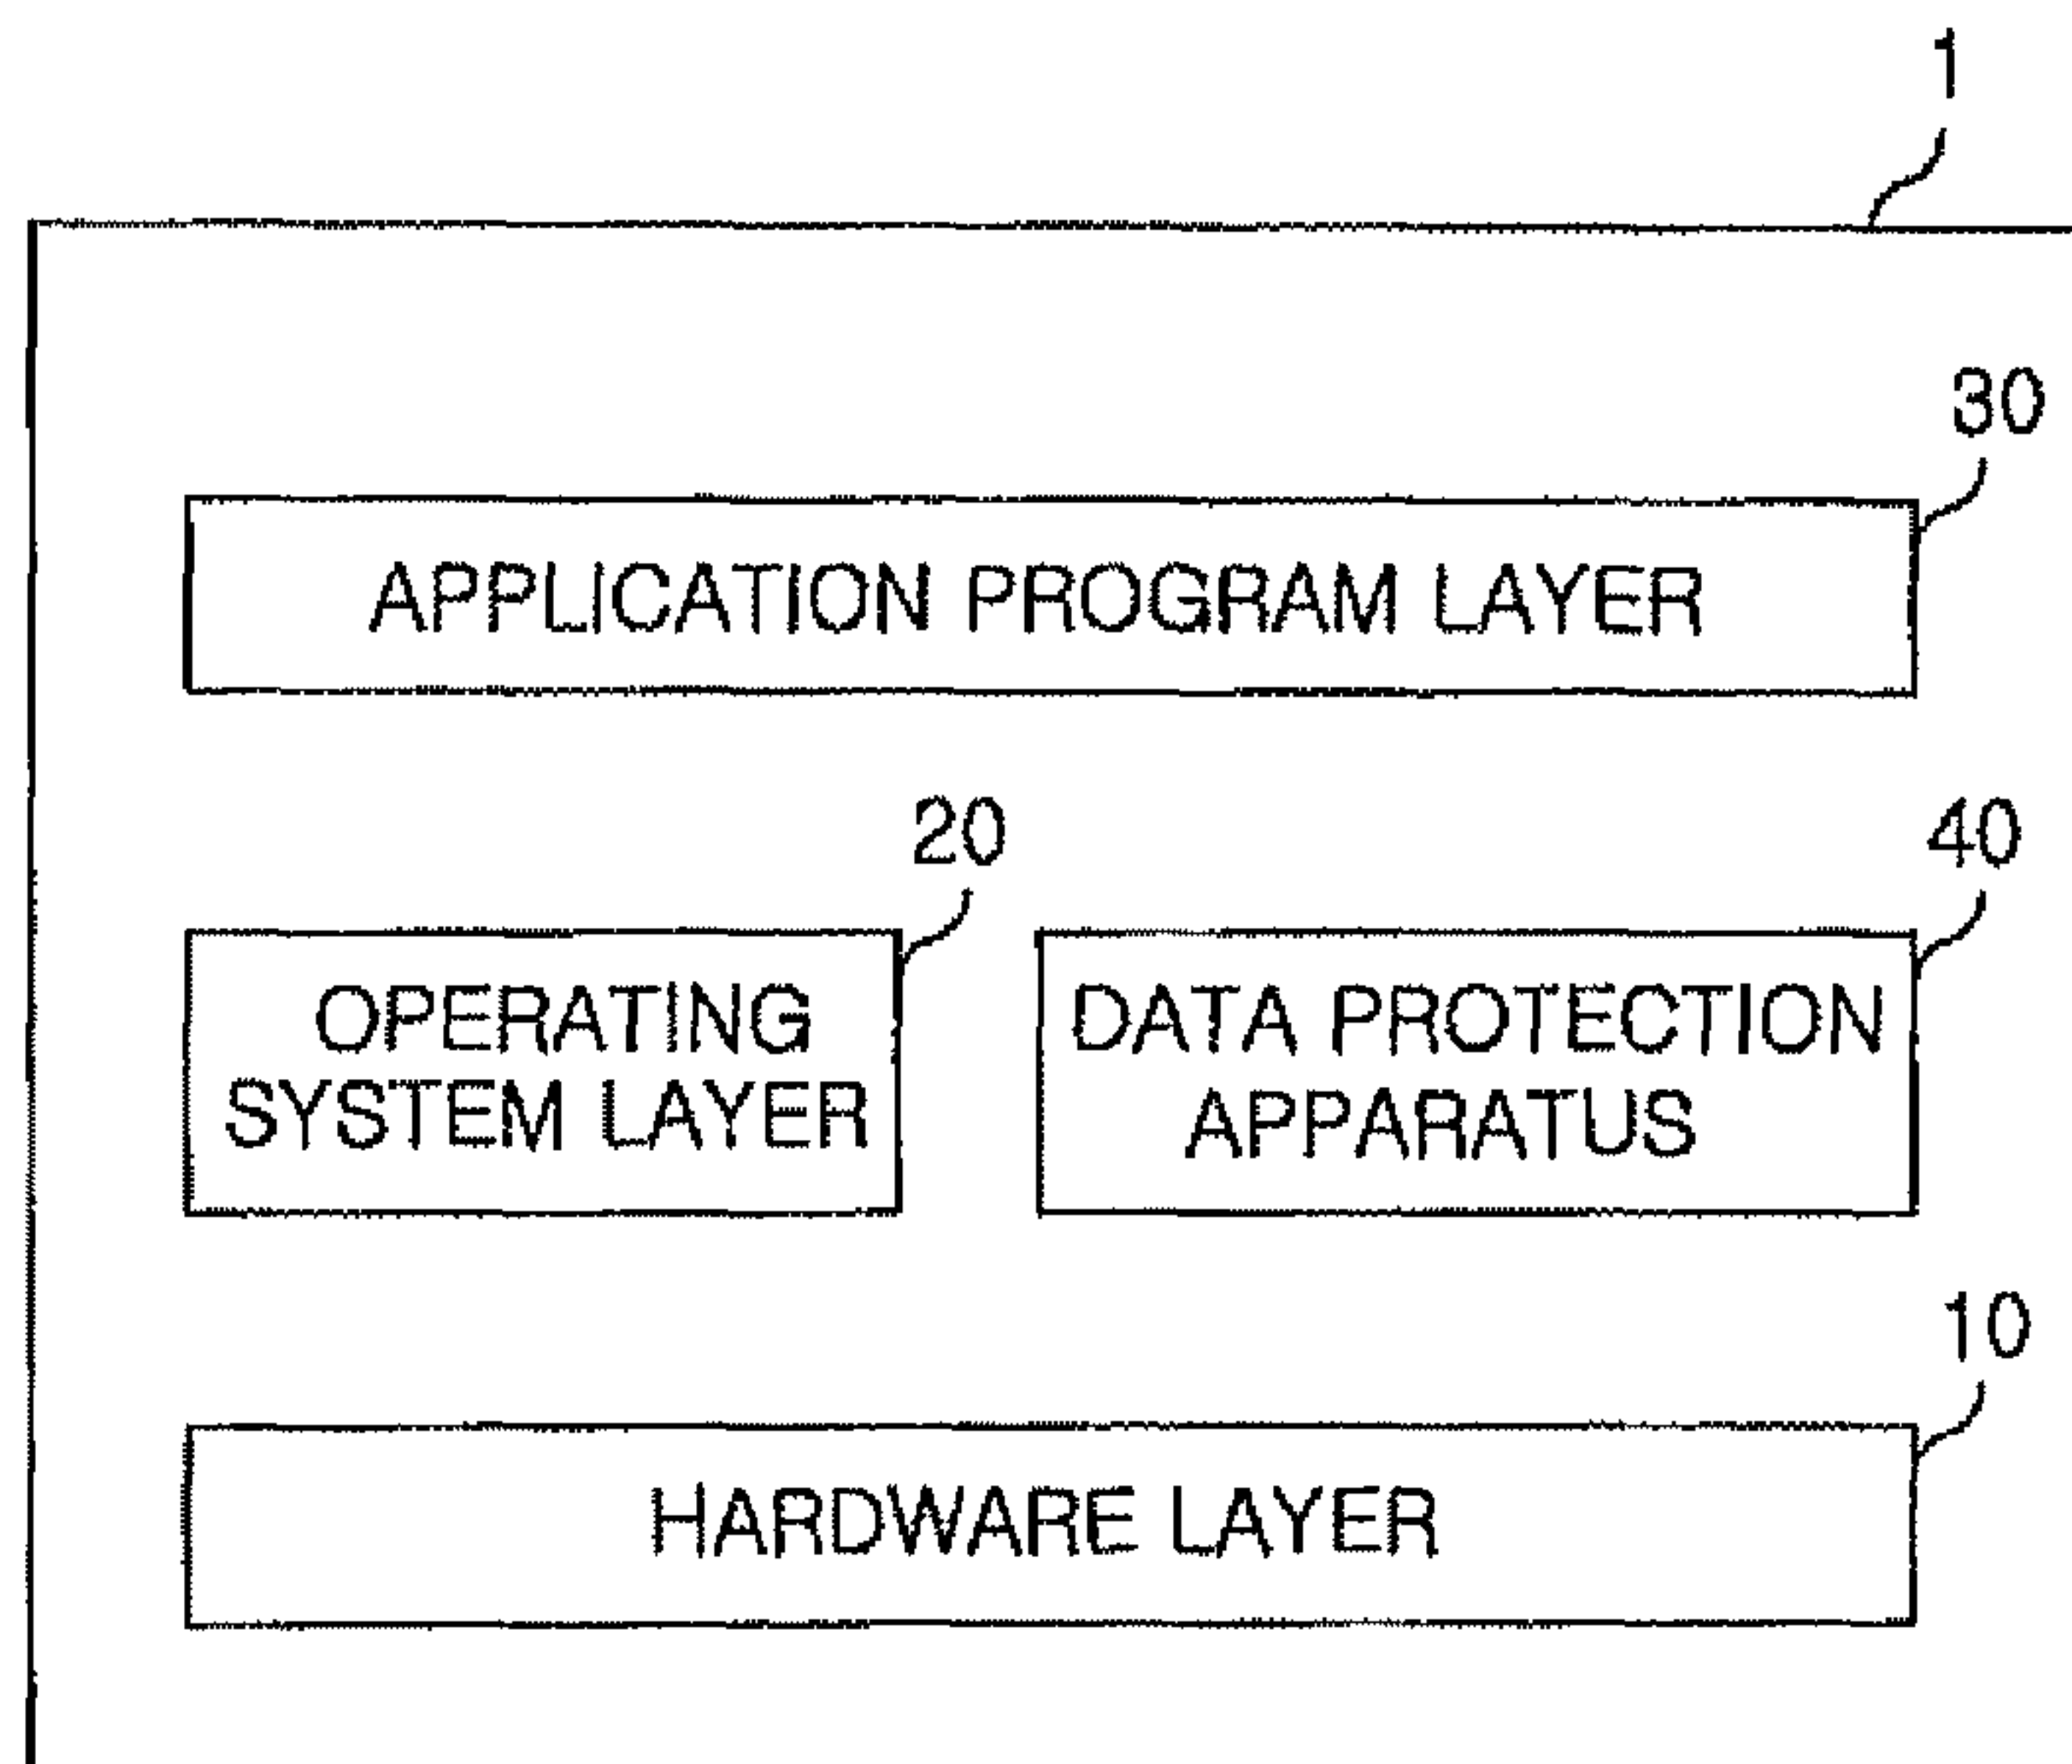 1
30
APPLICATION PROGRAM LAYER
20
40
OPERATING
SYSTEM LAYER
DATA PROTECTION
APPARATUS
10
HARDWARE LAYER